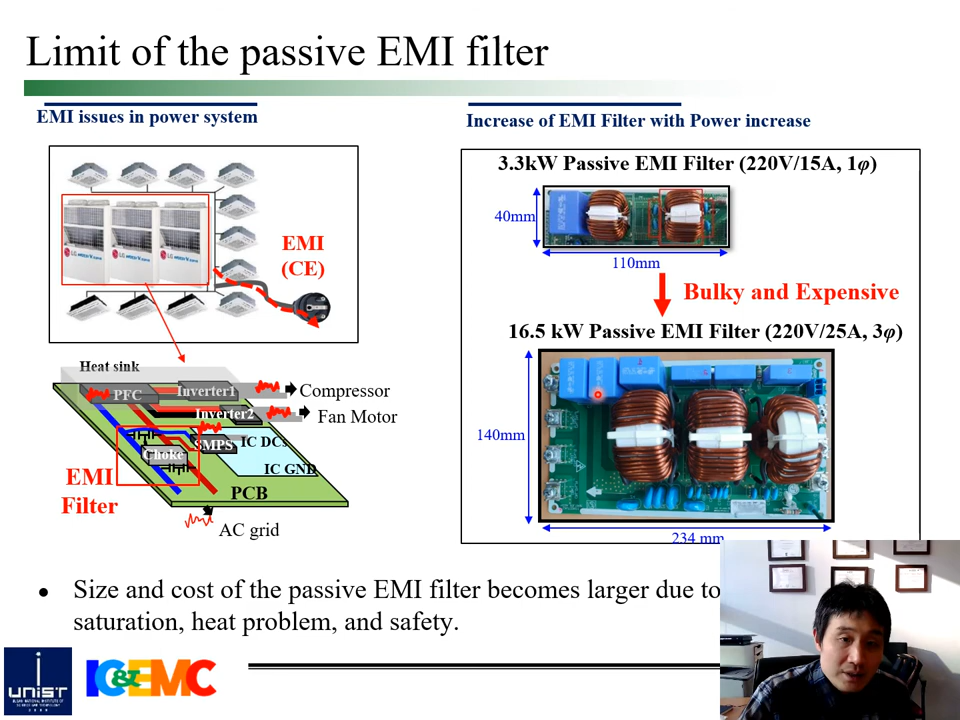 Limit of the passive EMI filter
EMI issues in power system
EMI
(CE)
Heat sink
PFC
Inverter1
Compressor
Inverter2
Fan Motor
SMPS
IC DCs
Choke
IC GND
EMI
Filter
PCB
AC grid
Increase of EMI Filter with Power increase
3.3kW Passive EMI Filter (220V/15A, 1φ)
40mm
110mm
Bulky and Expensive
16.5 kW Passive EMI Filter (220V/25A, 3φ)
140mm
234 mm
• Size and cost of the passive EMI filter becomes larger due to
saturation, heat problem, and safety.
UNIST
IC&EMC